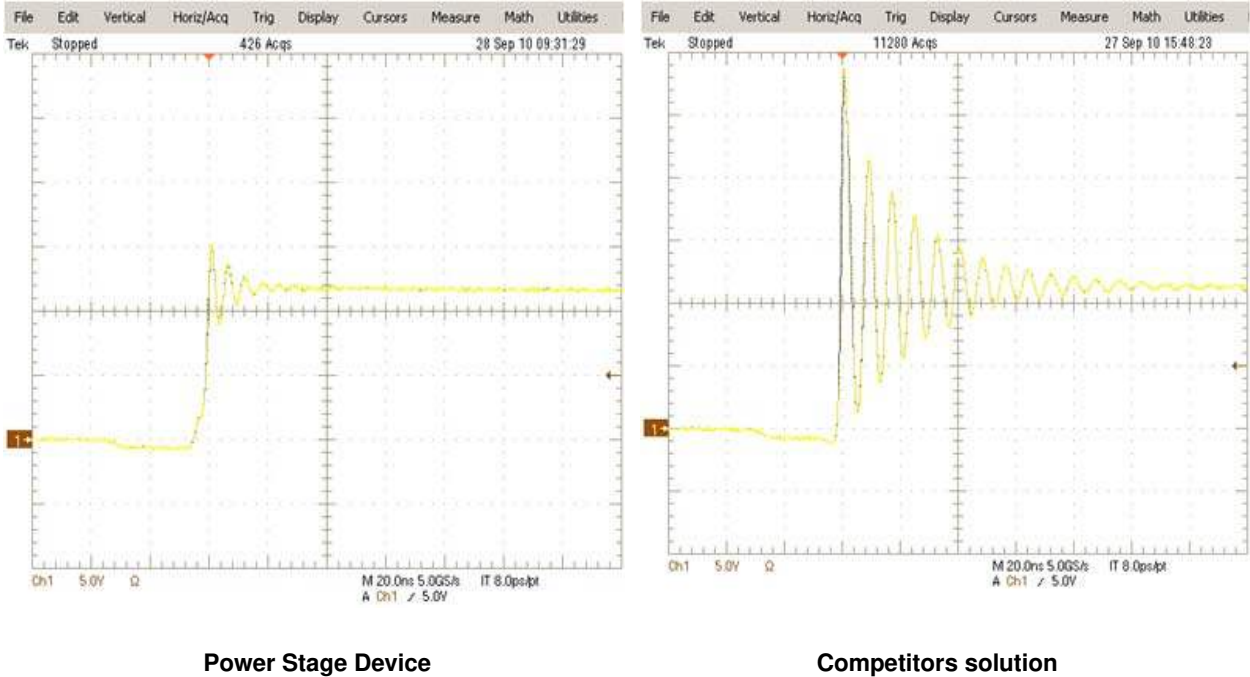 File Edit Vertical Horiz/Acq Trig Display Cursors Measure Math Utilities
Tek Stopped 426 Acqs 28 Sep 10 09:31:29
1
Ch1 5.0V Ω
M 20.0ns 5.0GS/s IT 8.0ps/pt
A Ch1 / 5.0V
Power Stage Device
File Edit Vertical Horiz/Acq Trig Display Cursors Measure Math Utilities
Tek Stopped 11280 Acqs 27 Sep 10 15:48:23
1
Ch1 5.0V Ω
M 20.0ns 5.0GS/s IT 8.0ps/pt
A Ch1 / 5.0V
Competitors solution